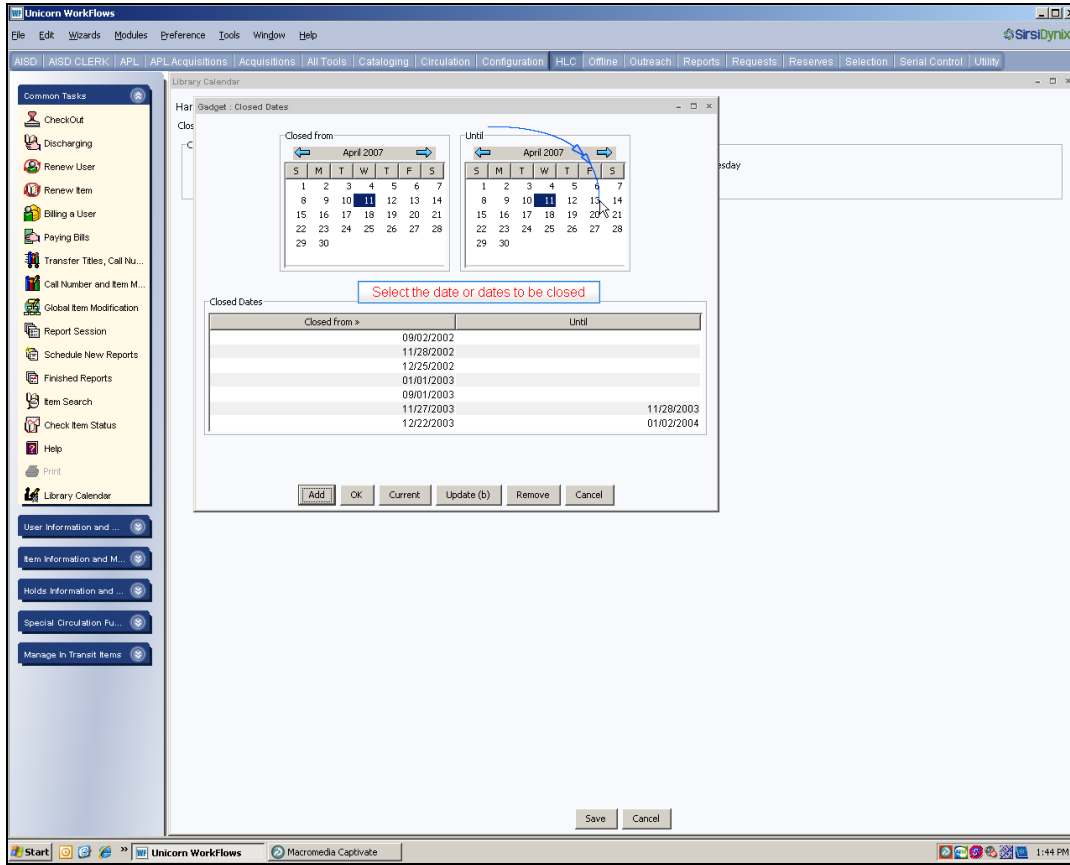 Unicorn WorkFlows
File Edit Wizards Modules Preference Tools Window Help
SirsiDynix
AISD AISD CLERK APL APL Acquisitions Acquisitions All Tools Cataloging Circulation Configuration HLC Offline Outreach Reports Requests Reserves Selection Serial Control Utility
Common Tasks
CheckOut
Discharging
Renew User
Renew Item
Billing a User
Paying Bills
Transfer Titles, Call Nu...
Call Number and Item M...
Global Item Modification
Report Session
Schedule New Reports
Finished Reports
Item Search
Check Item Status
Help
Print
Library Calendar
User Information and ...
Item Information and M...
Holds Information and ...
Special Circulation Fu...
Manage In Transit Items
Library Calendar
Har
Clos
C
esday
Gadget : Closed Dates
Closed from
April 2007
S M T W T F S
1 2 3 4 5 6 7
8 9 10 11 12 13 14
15 16 17 18 19 20 21
22 23 24 25 26 27 28
29 30
Until
April 2007
S M T W T F S
1 2 3 4 5 6 7
8 9 10 11 12 13 14
15 16 17 18 19 20 21
22 23 24 25 26 27 28
29 30
Select the date or dates to be closed
Closed Dates
Closed from » Until
09/02/2002
11/28/2002
12/25/2002
01/01/2003
09/01/2003
11/27/2003 11/28/2003
12/22/2003 01/02/2004
Add OK Current Update (b) Remove Cancel
Save Cancel
Start » Unicorn WorkFlows Macromedia Captivate 1:44 PM